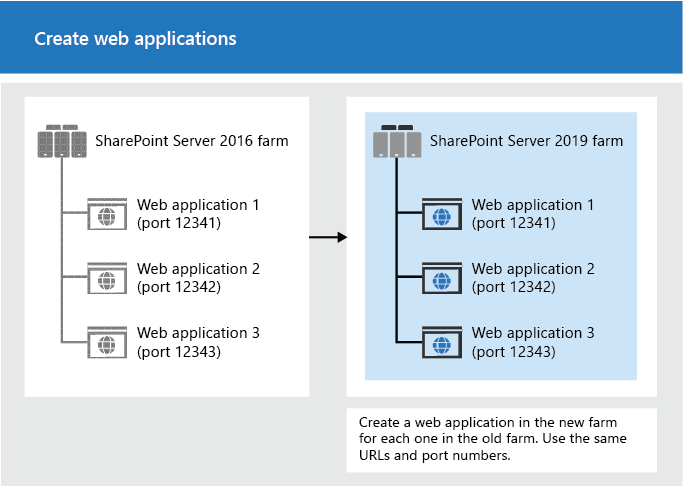 Create web applications
SharePoint Server 2016 farm
Web application 1
(port 12341)
Web application 2
(port 12342)
Web application 3
(port 12343)
SharePoint Server 2019 farm
Web application 1
(port 12341)
Web application 2
(port 12342)
Web application 3
(port 12343)
Create a web application in the new farm
for each one in the old farm. Use the same
URLs and port numbers.